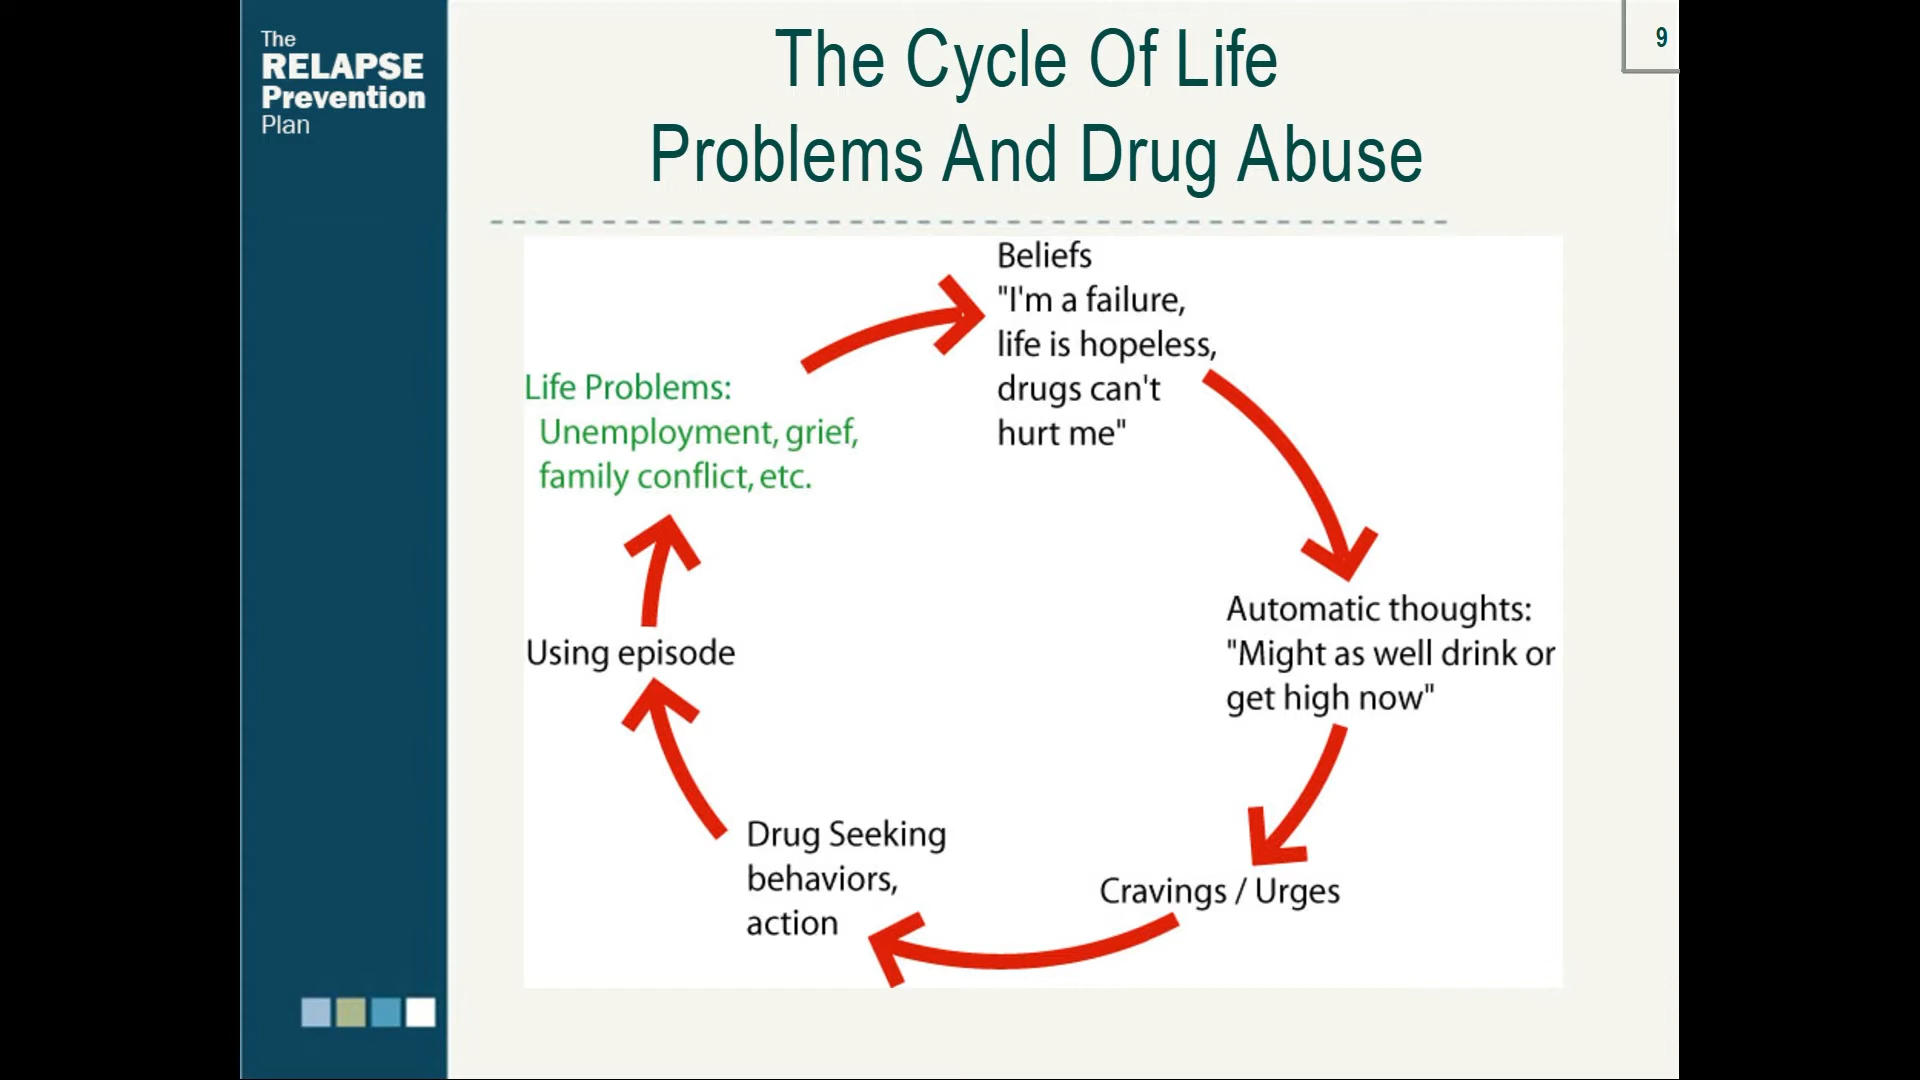 The
RELAPSE
Prevention
Plan
The Cycle Of Life
Problems And Drug Abuse
9
Beliefs
"I'm a failure,
life is hopeless,
drugs can't
hurt me"
Life Problems:
Unemployment, grief,
family conflict, etc.
Automatic thoughts:
"Might as well drink or
get high now"
Using episode
Drug Seeking
behaviors,
action
Cravings / Urges